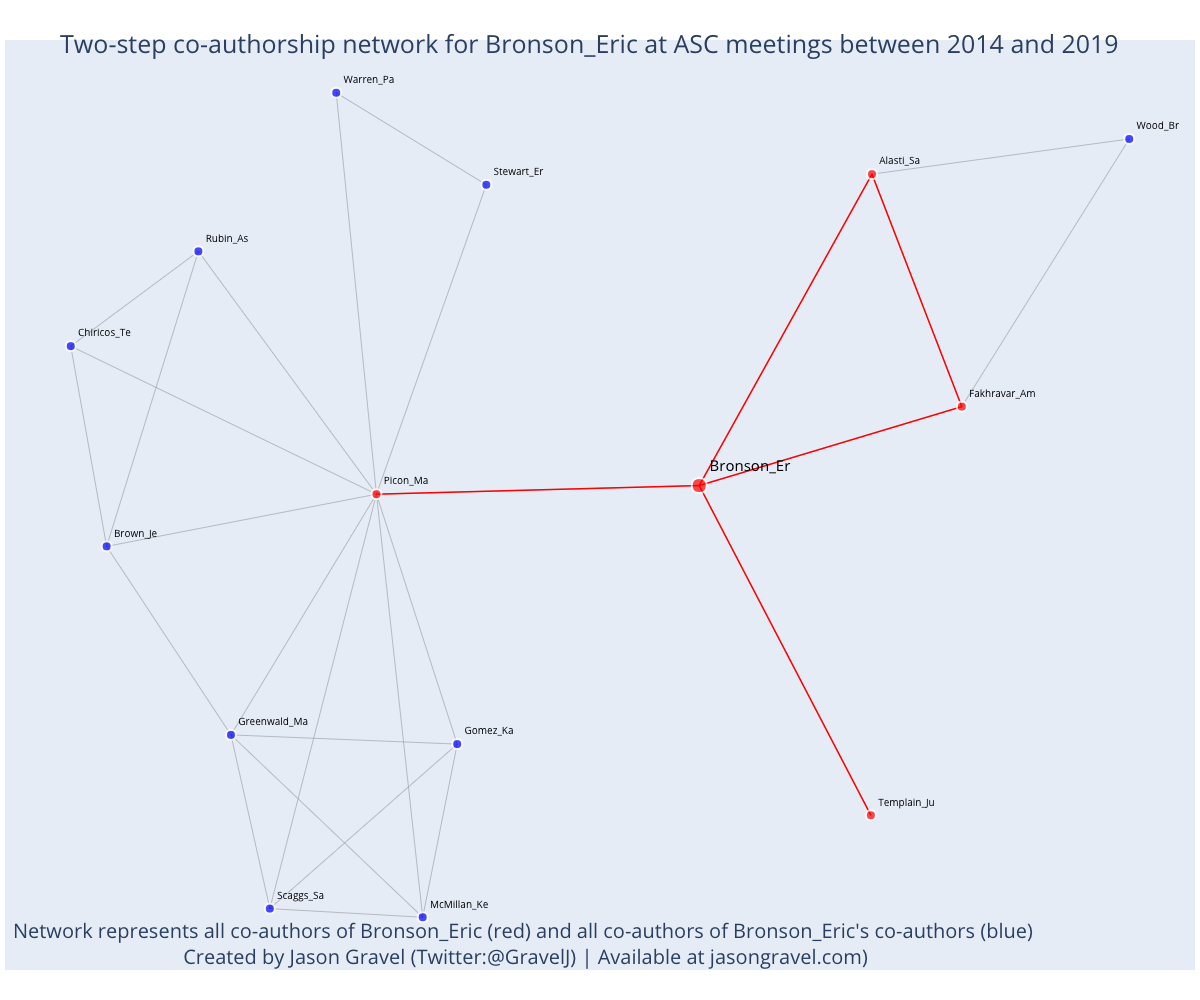 Two-step co-authorship network for Bronson_Eric at ASC meetings between 2014 and 2019
Warren_Pa
Wood_Br
Alasti_Sa
Stewart_Er
Rubin_As
Chiricos_Te
Fakhravar_Am
Bronson_Er
Picon_Ma
Brown_Je
Greenwald_Ma
Gomez_Ka
Templain_Ju
Scaggs_Sa
McMillan_Ke
Network represents all co-authors of Bronson_Eric (red) and all co-authors of Bronson_Eric's co-authors (blue)
Created by Jason Gravel (Twitter:@GravelJ) | Available at jasongravel.com)